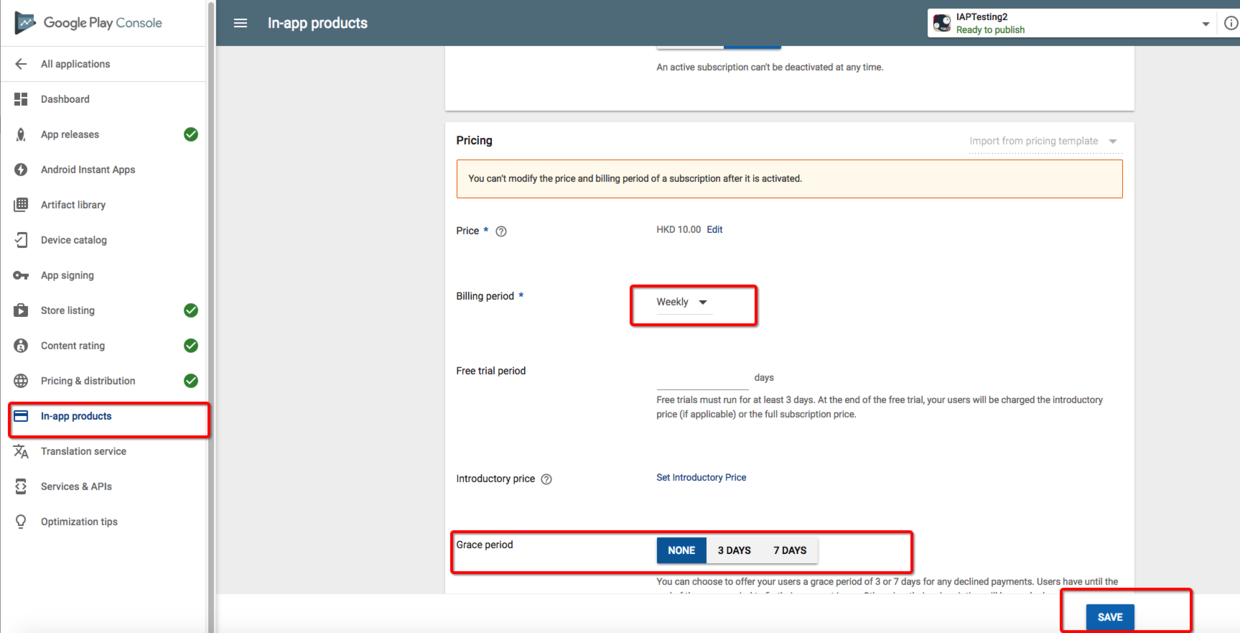 Google Play Console
In-app products
IAPTesting2
Ready to publish
All applications
Dashboard
App releases
Android Instant Apps
Artifact library
Device catalog
App signing
Store listing
Content rating
Pricing & distribution
In-app products
Translation service
Services & APIs
Optimization tips
An active subscription can't be deactivated at any time.
Pricing
Import from pricing template
You can't modify the price and billing period of a subscription after it is activated.
Price *
HKD 10.00 Edit
Billing period *
Weekly
Free trial period
days
Free trials must run for at least 3 days. At the end of the free trial, your users will be charged the introductory
price (if applicable) or the full subscription price.
Introductory price
Set Introductory Price
Grace period
NONE 3 DAYS 7 DAYS
You can choose to offer your users a grace period of 3 or 7 days for any declined payments. Users have until the
SAVE